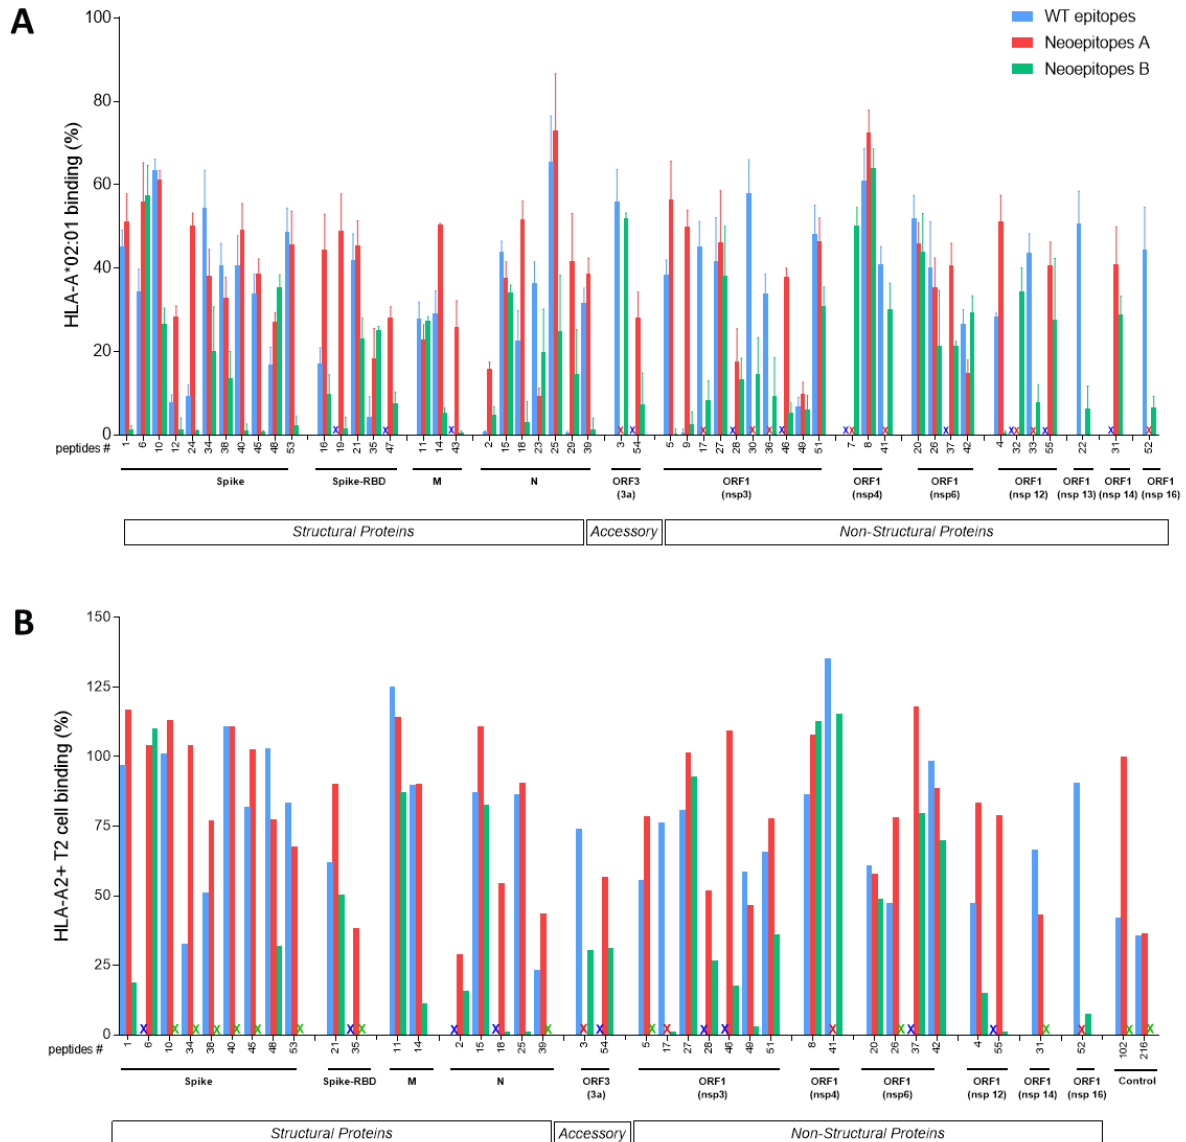 A
100
80
60
40
20
0
HLA-A*02:01 binding (%)
WT epitopes
Neoepitopes A
Neoepitopes B
X X X X X X X X X X X X X X X X X X X
peptides # 1 6 10 12 24 34 38 40 45 48 53 16 19 21 35 47 11 14 43 2 15 18 23 25 29 39 3 54 5 9 17 27 28 30 36 46 49 51 7 8 41 20 26 37 42 4 32 33 55 22 31 52
Spike Spike-RBD M N ORF3 ORF1 ORF1 ORF1 ORF1 ORF1 ORF1 ORF1
(3a) (nsp3) (nsp4) (nsp6) (nsp 12) (nsp 13) (nsp 14) (nsp 16)
Structural Proteins Accessory Non-Structural Proteins
B
150
125
100
75
50
25
0
HLA-A2+ T2 cell binding (%)
X X X X X X X X X X X X X X X X X X X X X X X X X X X
peptides # 1 6 10 34 38 40 45 48 53 21 35 11 14 2 15 18 25 39 3 54 5 17 27 28 46 49 51 8 41 20 26 37 42 4 55 31 52 102 216
Spike Spike-RBD M N ORF3 ORF1 ORF1 ORF1 ORF1 ORF1 ORF1 Control
(3a) (nsp3) (nsp4) (nsp6) (nsp 12) (nsp 14) (nsp 16)
Structural Proteins Accessory Non-Structural Proteins